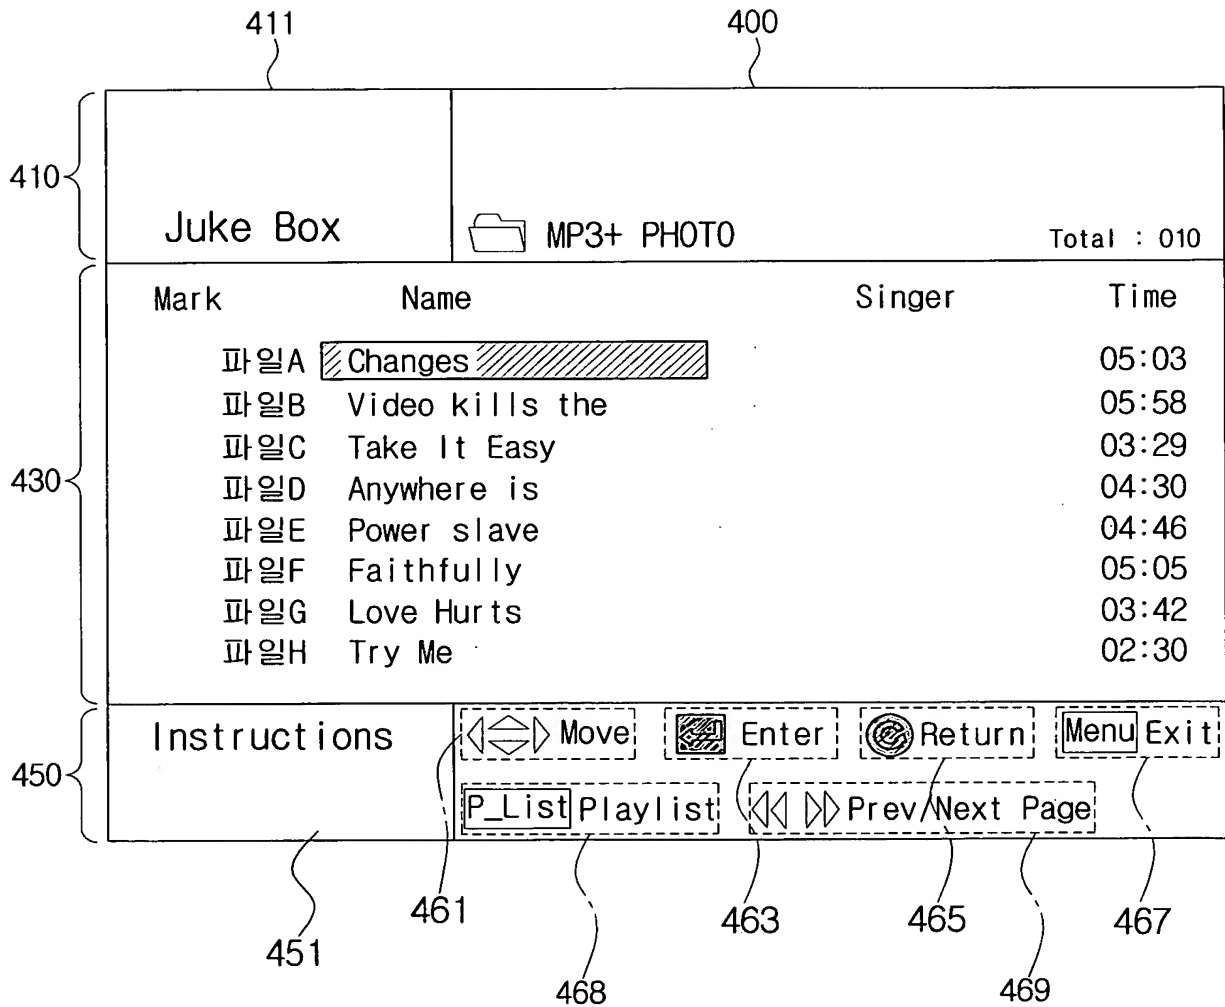 411 400
410
Juke Box MP3+ PHOTO Total : 010
Mark Name Singer Time
파일A Changes 05:03
파일B Video kills the 05:58
파일C Take It Easy 03:29
430
파일D Anywhere is 04:30
파일E Power slave 04:46
파일F Faithfully 05:05
파일G Love Hurts 03:42
파일H Try Me 02:30
450
Instructions Move Enter Return Menu Exit
P_List Playlist Prev/Next Page
451 461 463 465 467
468 469